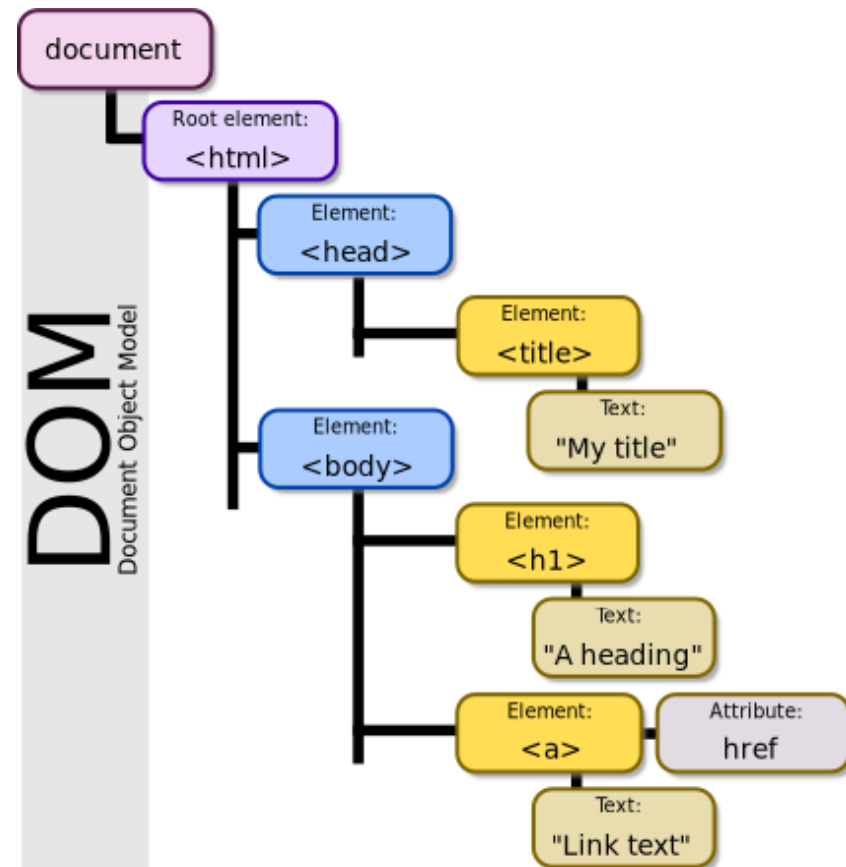 document
Root element:
<html>
Element:
<head>
Element:
<title>
Text:
"My title"
Element:
<body>
Element:
<h1>
Text:
"A heading"
Element:
<a>
Attribute:
href
Text:
"Link text"
DOM
Document Object Model